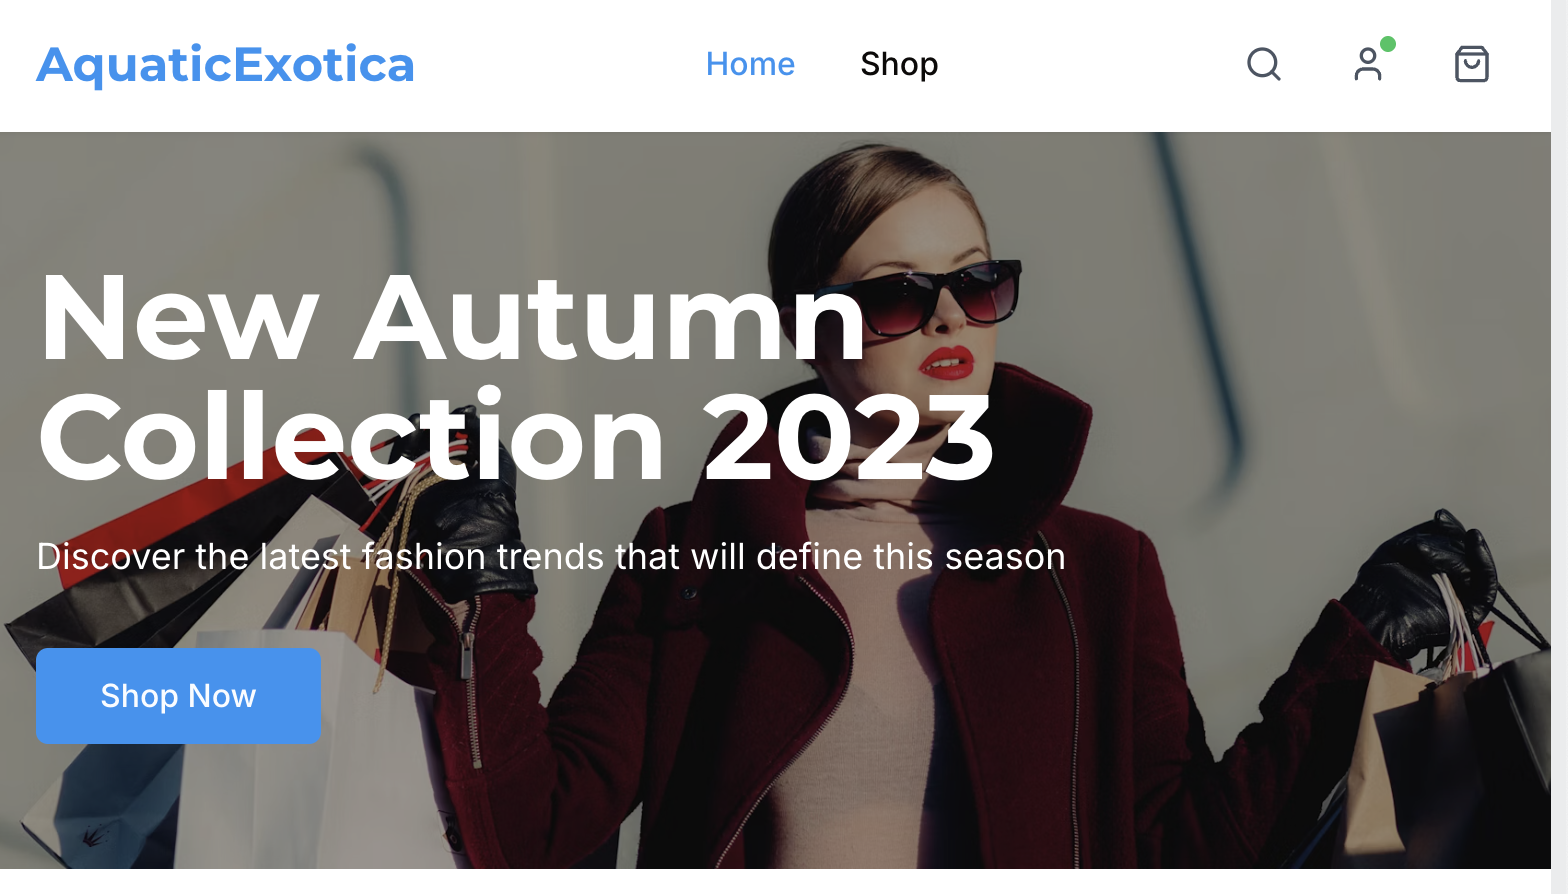 AquaticExotica
Home
Shop
New Autumn
Collection 2023
Discover the latest fashion trends that will define this season
Shop Now